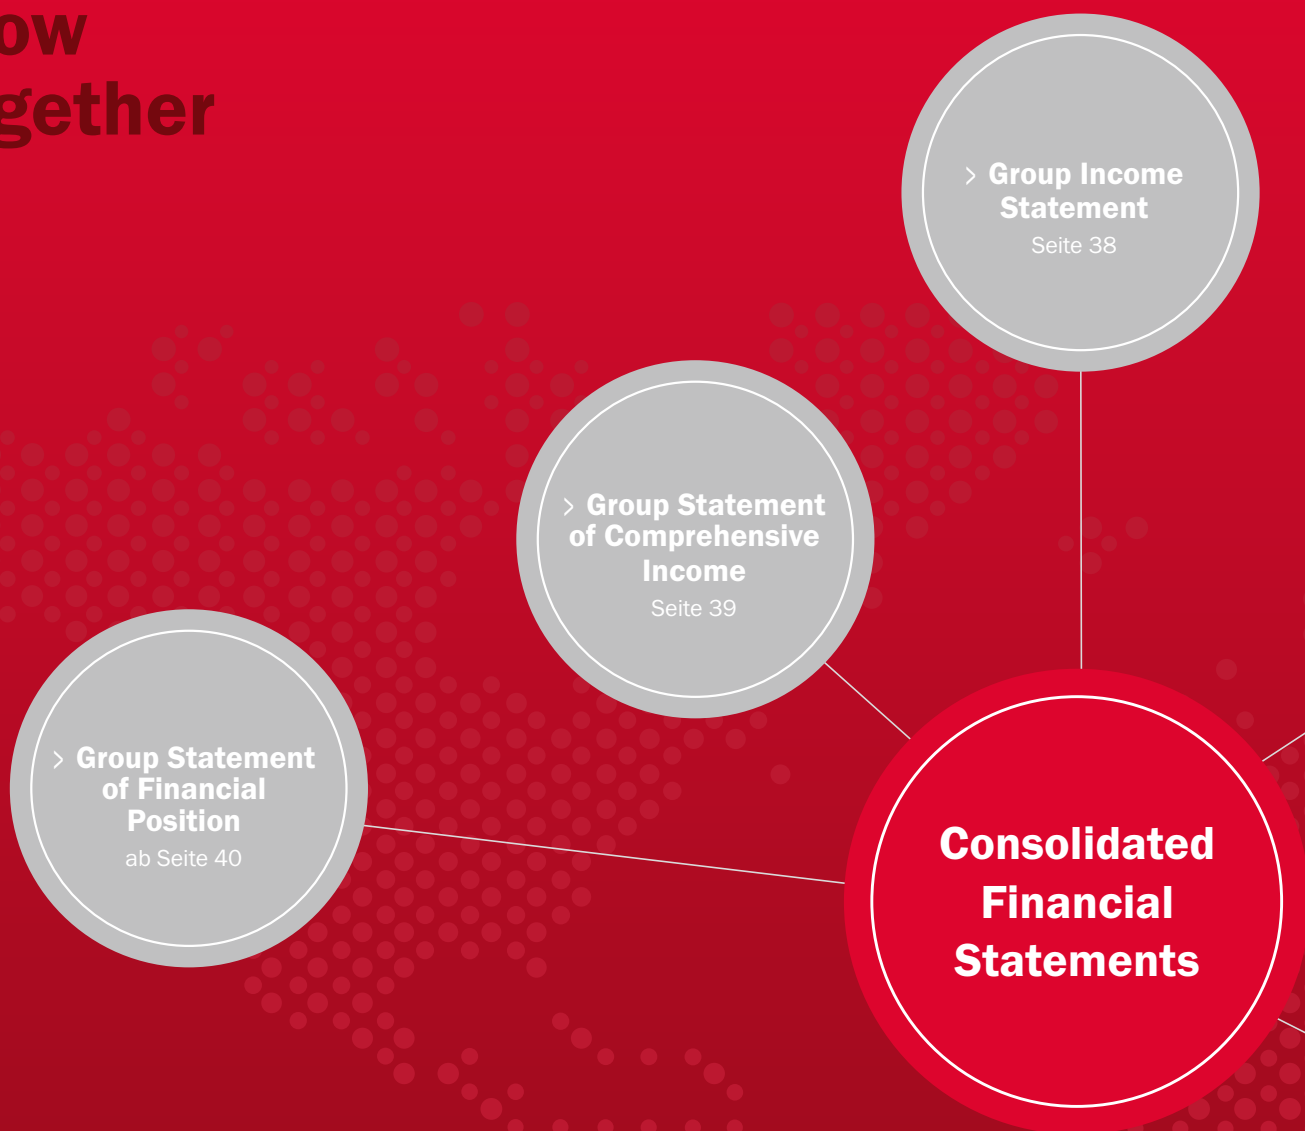 ow
gether
> Group Income
Statement
Seite 38
> Group Statement
of Comprehensive
Income
Seite 39
> Group Statement
of Financial
Position
ab Seite 40
Consolidated
Financial
Statements